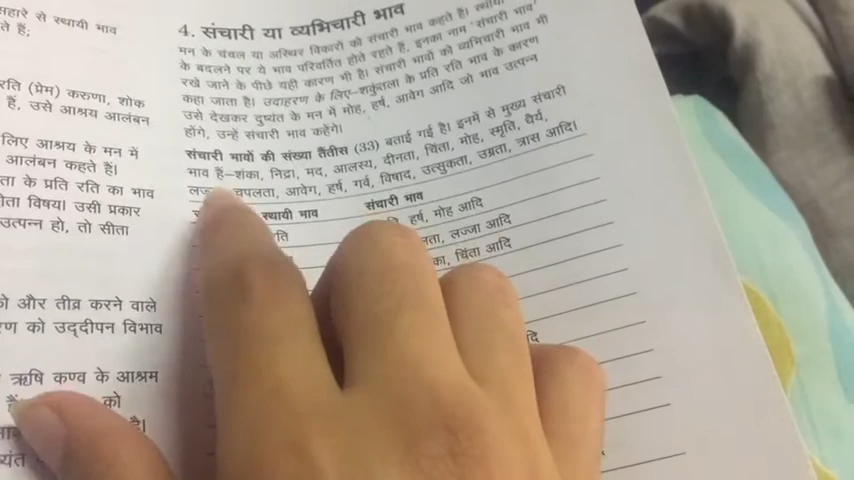 सहारे से स्थायी भाव
ते हैं;
रति (प्रेम) करुणा, शोक
हैं, उसे आश्रय आलंबन
लिए आश्रय के मन में
आलंबन कहते हैं।
ता के प्रति रति का भाव
ीता विषय। उसी प्रकार
उत्पन्न हो, तो सीता
को और तीव्र करने वाले
रण को उद्दीपन विभाव
ऋषि कण्व के आश्रम
को
है।
4. संचारी या व्यभिचारी भाव
मन के चंचल या अस्थिर विकारों को संचारी भाव कहते हैं। स्थायी
के बदलने पर ये भाव परिवर्तित होते रहते हैं, इनका नाम 'संचारी भाव'
रखे जाने के पीछे यही कारण भी है। संचारी भावों को व्यभिचारी भाव भी
कहा जाता है। उदाहरण के लिए–शकुंतला के प्रति रति भाव के कारण
उसे देखकर दुष्यंत के मन में मोह, हर्ष, आवेग आदि जो भाव उत्पन्न
होंगे, उन्हें संचारी भाव कहेंगे।
संचारी भावों की संख्या तैंतीस (33) बताई गई है। इनमें से मुख्य संचारी
भाव हैं–शंका, निद्रा, मद, आलस्य, दीनता, चिंता, मोह, स्मृति, धैर्य,
चपलता, आवेग, हर्ष, गर्व, विषाद, उत्सुकता, उग्रता, त्रास आदि।
स्थायी भाव संचारी भाव
हर्ष, मोह आदि
लज्जा आदि
चिंता आदि